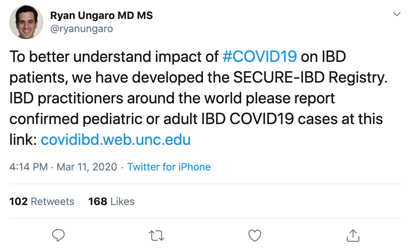 Ryan Ungaro MD MS
@ryanungaro
To better understand impact of #COVID19 on IBD
patients, we have developed the SECURE-IBD Registry.
IBD practitioners around the world please report
confirmed pediatric or adult IBD COVID19 cases at this
link: covidibd.web.unc.edu
4:14 PM · Mar 11, 2020 · Twitter for iPhone
102 Retweets 168 Likes